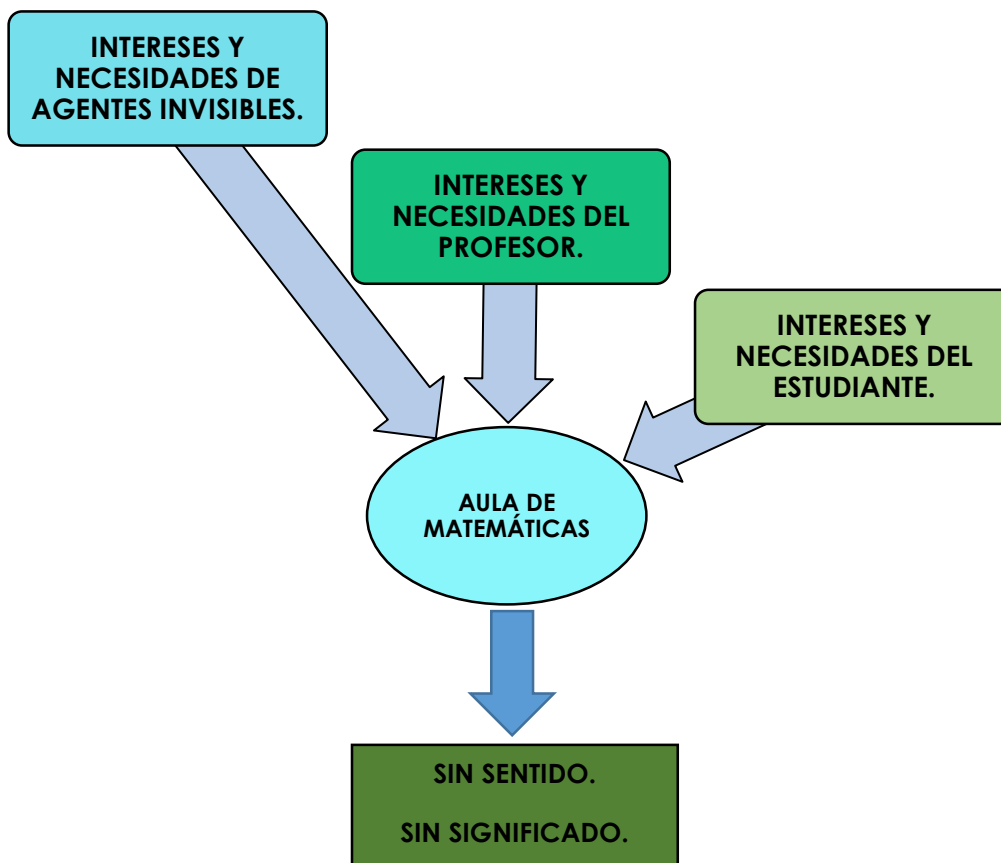 INTERESES Y
NECESIDADES DE
AGENTES INVISIBLES.
INTERESES Y
NECESIDADES DEL
PROFESOR.
INTERESES Y
NECESIDADES DEL
ESTUDIANTE.
AULA DE
MATEMÁTICAS
SIN SENTIDO.
SIN SIGNIFICADO.